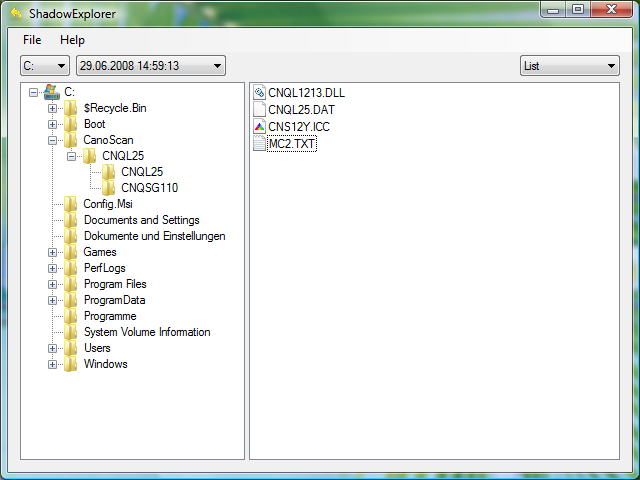 ShadowExplorer
File Help
C: 29.06.2008 14:59:13 List
C:
$Recycle.Bin
Boot
CanoScan
CNQL25
CNQL25
CNQSG110
Config.Msi
Documents and Settings
Dokumente und Einstellungen
Games
PerfLogs
Program Files
ProgramData
Programme
System Volume Information
Users
Windows
CNQL1213.DLL
CNQL25.DAT
CNS12Y.ICC
MC2.TXT